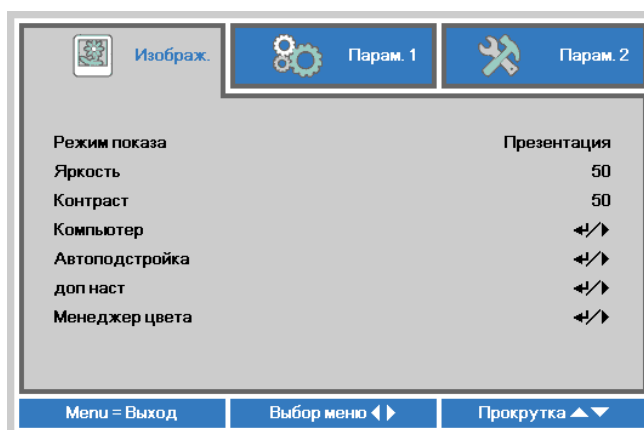 Изображ. Парам. 1 Парам. 2
Режим показа Презентация
Яркость 50
Контраст 50
Компьютер ↵/▶
Автоподстройка ↵/▶
доп наст ↵/▶
Менеджер цвета ↵/▶
Menu = Выход Выбор меню ◀▶ Прокрутка ▲▼